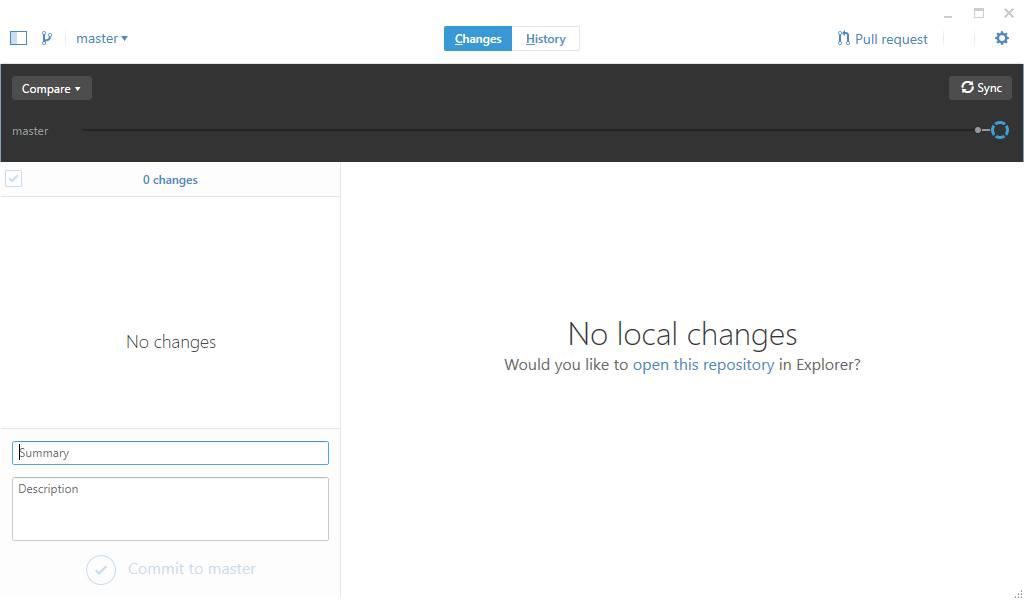 master
Changes
History
Pull request
Compare
Sync
master
0 changes
No changes
No local changes
Would you like to open this repository in Explorer?
Summary
Description
Commit to master